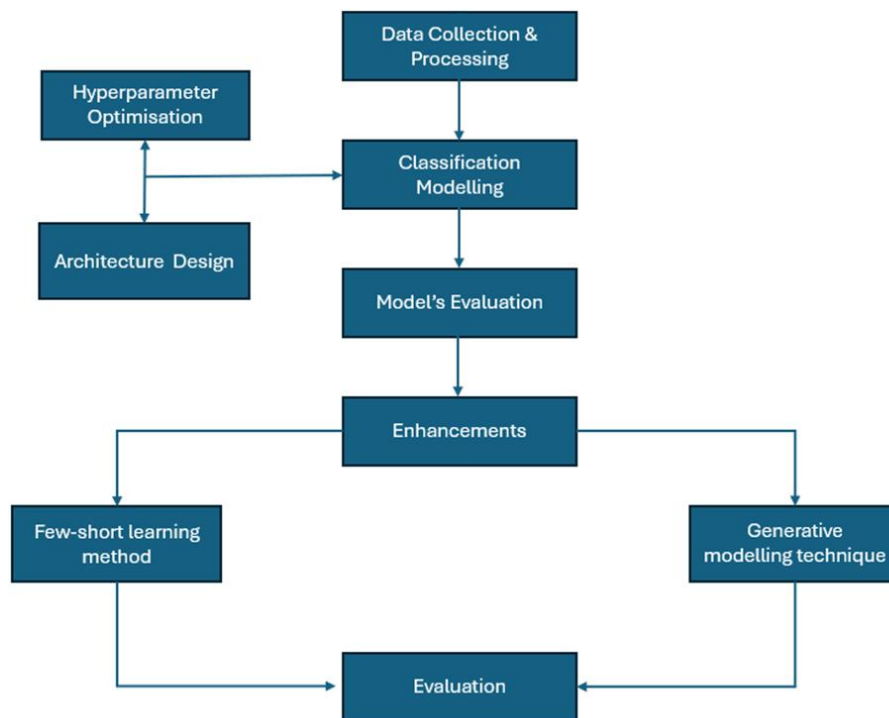 Data Collection &
Processing
Hyperparameter
Optimisation
Classification
Modelling
Architecture Design
Model's Evaluation
Enhancements
Few-short learning
method
Generative
modelling technique
Evaluation